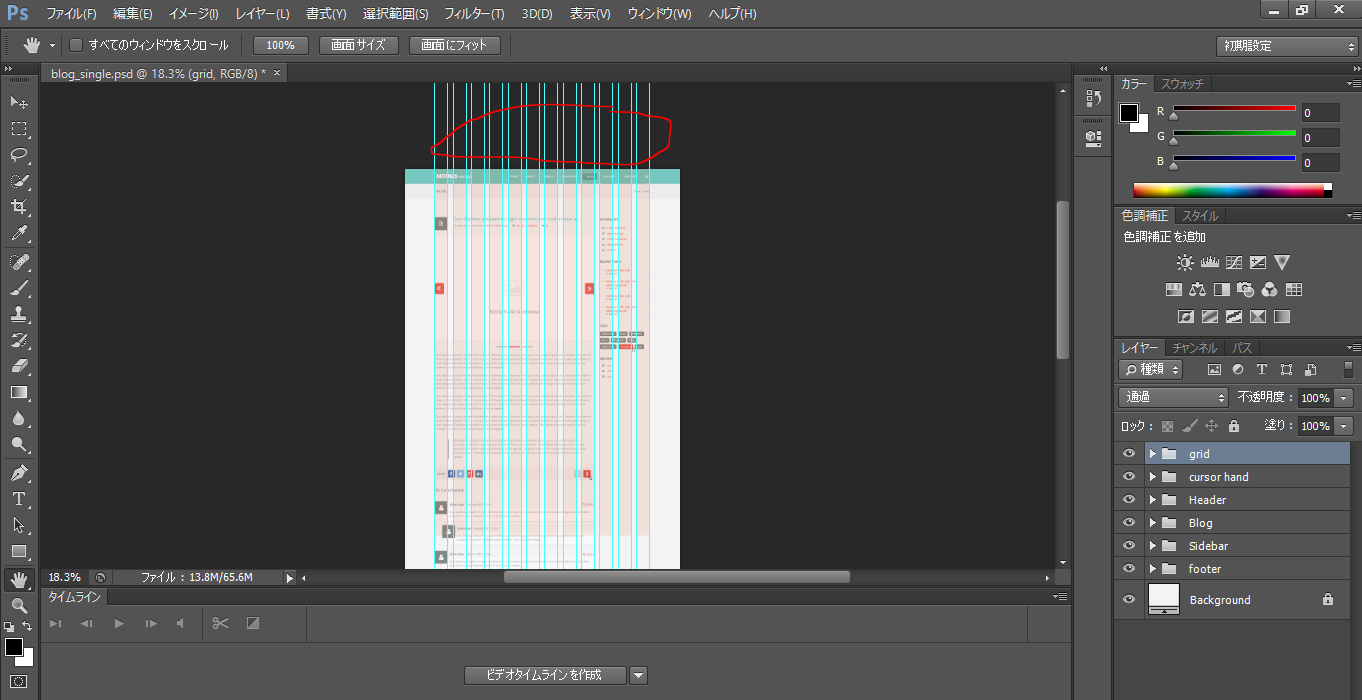 Ps ファイル(F) 編集(E) イメージ(I) レイヤー(L) 書式(Y) 選択範囲(S) フィルター(T) 3D(D) 表示(V) ウィンドウ(W) ヘルプ(H)
すべてのウィンドウをスクロール 100% 画面サイズ 画面にフィット 初期設定
blog_single.psd @ 18.3% (grid, RGB/8) * ×
カラー スウォッチ
R 0
G 0
B 0
色調補正 スタイル
色調補正を追加
レイヤー チャンネル パス
種類 T
通過 不透明度 : 100%
ロック : 塗り : 100%
grid
cursor hand
Header
Blog
Sidebar
footer
Background
18.3% ファイル : 13.8M/65.6M
タイムライン
ビデオタイムラインを作成